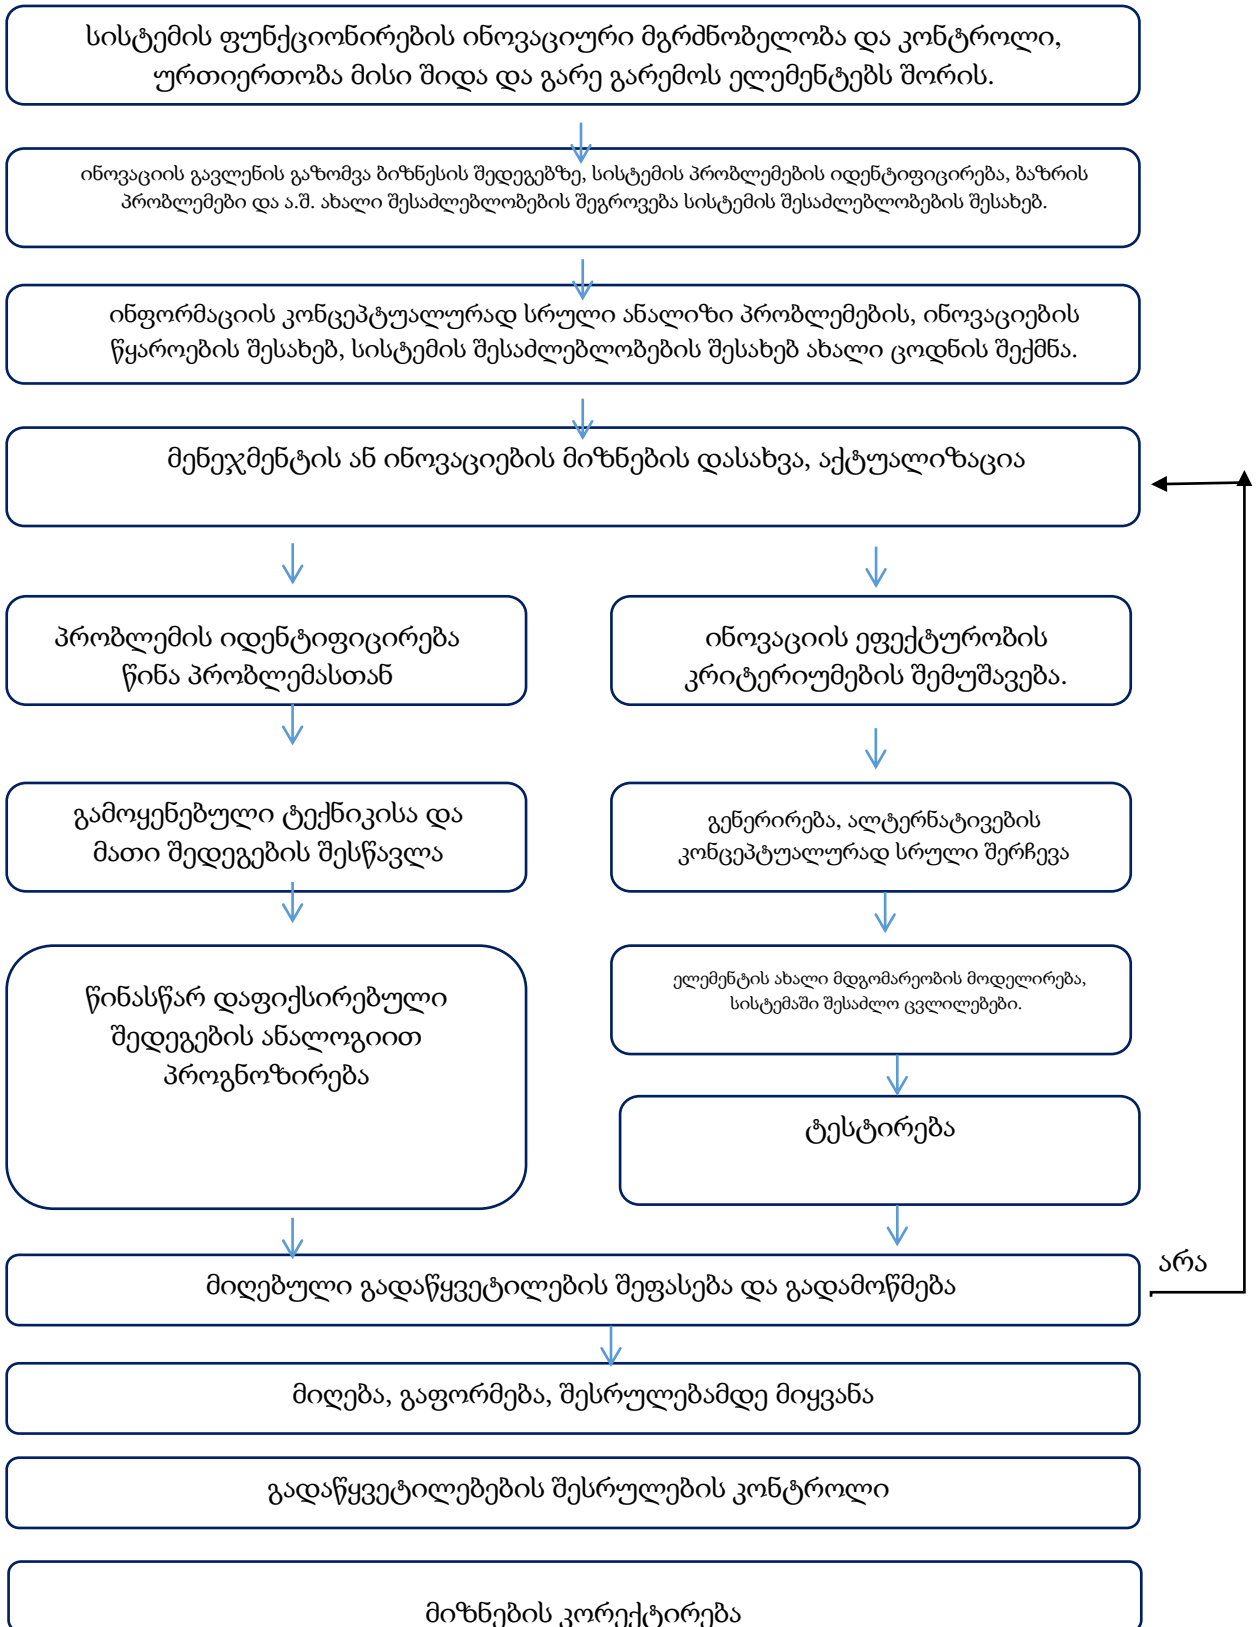 სისტემის ფუნქციონირების ინოვაციური მგრძნობელობა და კონტროლი,
ურთიერთობა მისი შიდა და გარე გარემოს ელემენტებს შორის.
ინოვაციის გავლენის გაზომვა ბიზნესის შედეგებზე, სისტემის პრობლემების იდენტიფიცირება, ბაზრის
პრობლემები და ა.შ. ახალი შესაძლებლობების შეგროვება სისტემის შესაძლებლობების შესახებ.
ინფორმაციის კონცეპტუალურად სრული ანალიზი პრობლემების, ინოვაციების
წყაროების შესახებ, სისტემის შესაძლებლობების შესახებ ახალი ცოდნის შექმნა.
მენეჯმენტის ან ინოვაციების მიზნების დასახვა, აქტუალიზაცია
პრობლემის იდენტიფიცირება
წინა პრობლემასთან
ინოვაციის ეფექტურობის
კრიტერიუმების შემუშავება.
გამოყენებული ტექნიკისა და
მათი შედეგების შესწავლა
გენერირება, ალტერნატივების
კონცეპტუალურად სრული შერჩევა
წინასწარ დაფიქსირებული
შედეგების ანალოგიით
პროგნოზირება
ელემენტის ახალი მდგომარეობის მოდელირება,
სისტემაში შესაძლო ცვლილებები.
ტესტირება
მიღებული გადაწყვეტილების შეფასება და გადამოწმება
არა
მიღება, გაფორმება, შესრულებამდე მიყვანა
გადაწყვეტილებების შესრულების კონტროლი
მიზნების კორექტირება